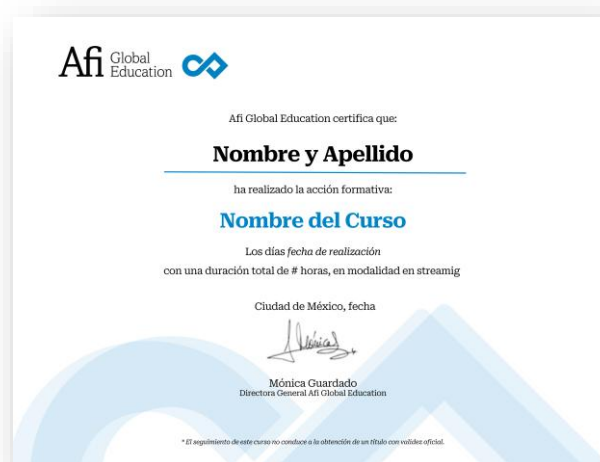 Afi Global
Education
Afi Global Education certifica que:
Nombre y Apellido
ha realizado la acción formativa:
Nombre del Curso
Los días fecha de realización
con una duración total de # horas, en modalidad en streamig
Ciudad de México, fecha
Mónica
Mónica Guardado
Directora General Afi Global Education
* El seguimiento de este curso no conduce a la obtención de un título con validez oficial.